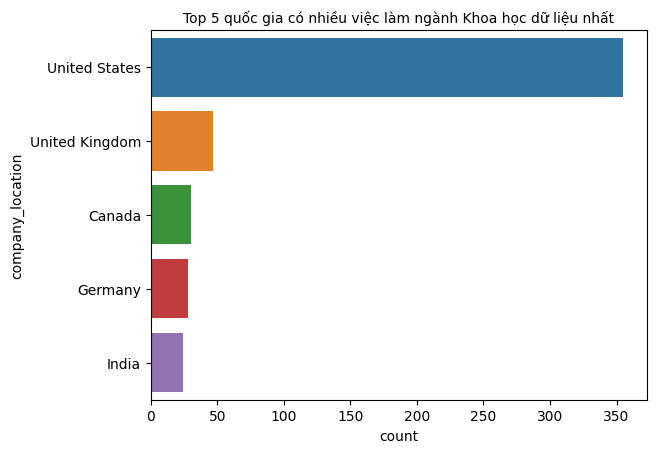 Top 5 quốc gia có nhiều việc làm ngành Khoa học dữ liệu nhất
company_location
United States
United Kingdom
Canada
Germany
India
0 50 100 150 200 250 300 350
count